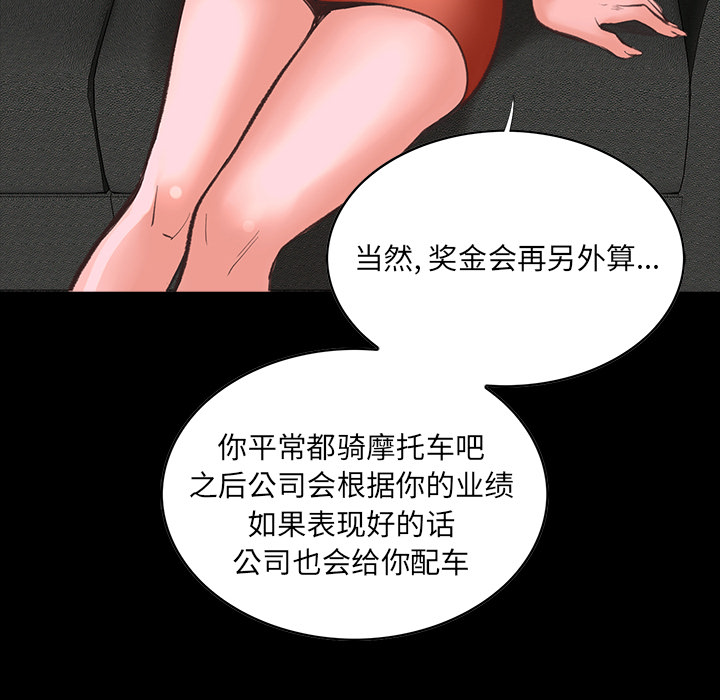 当然, 奖金会再另外算...
你平常都骑摩托车吧
之后公司会根据你的业绩
如果表现好的话
公司也会给你配车